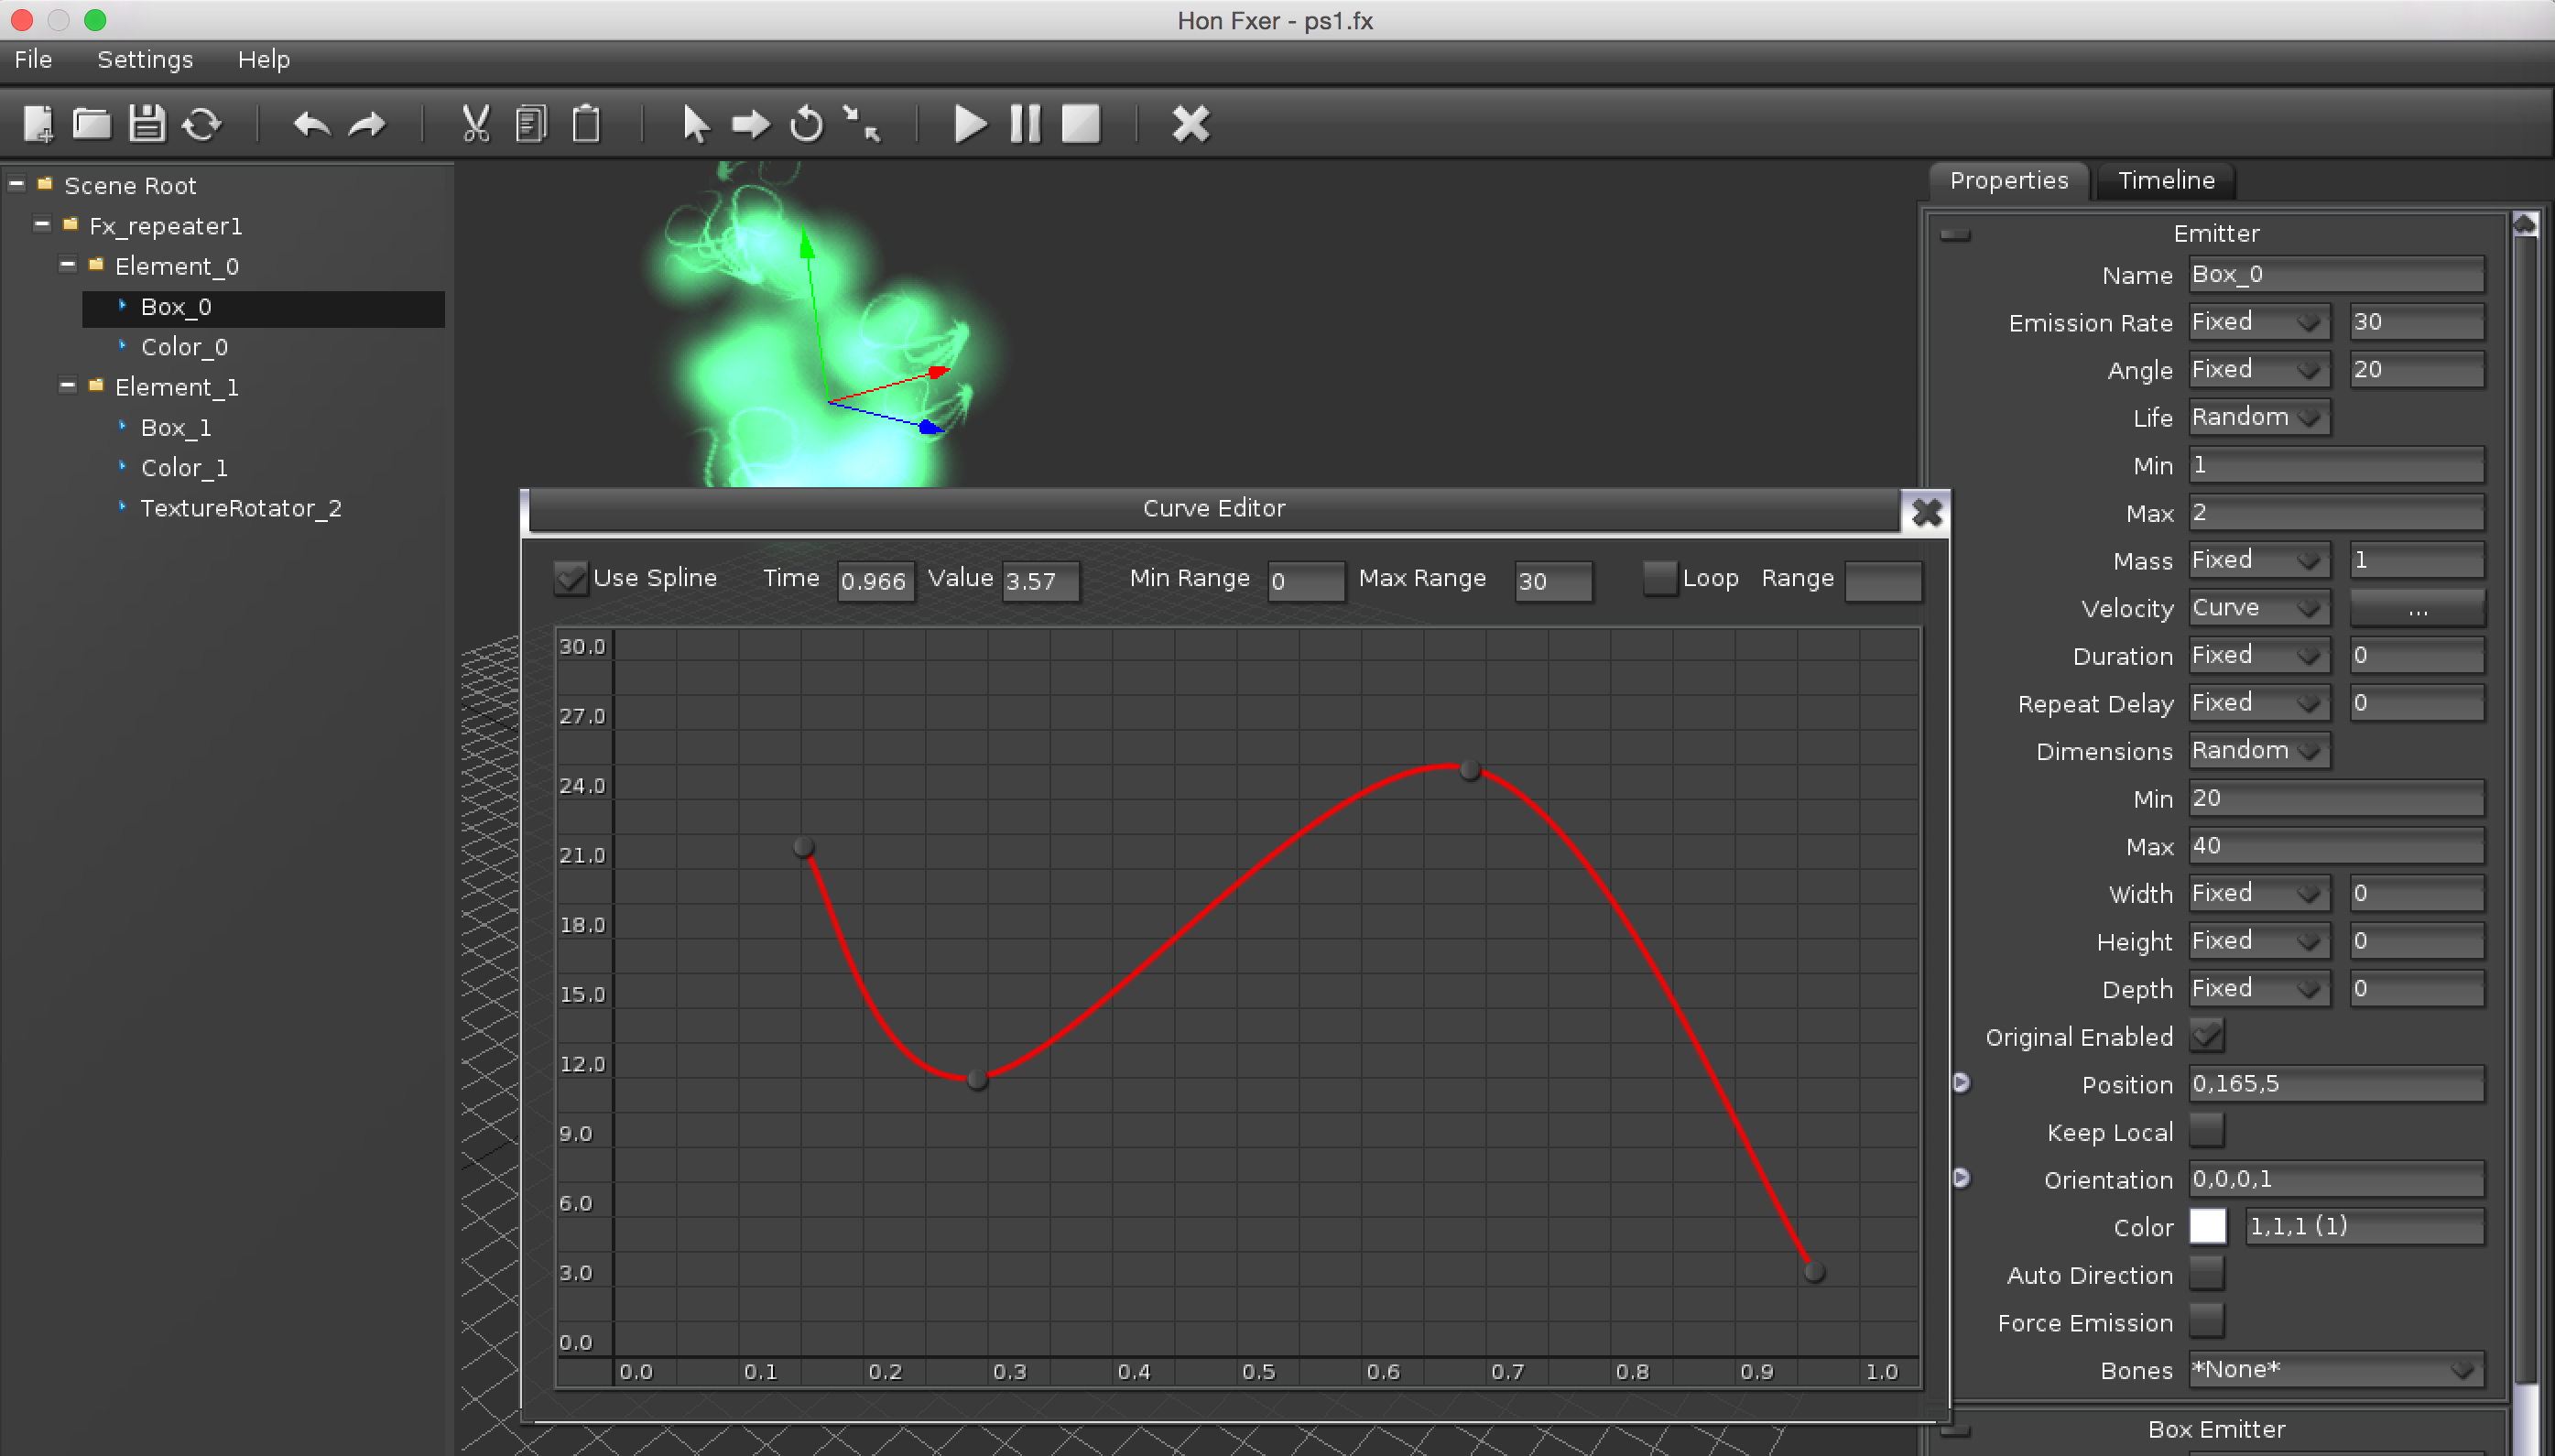 Hon Fxer - ps1.fx
File Settings Help
Scene Root
Fx_repeater1
Element_0
Box_0
Color_0
Element_1
Box_1
Color_1
TextureRotator_2
Curve Editor
Use Spline Time 0.966 Value 3.57 Min Range 0 Max Range 30 Loop Range
30.0
27.0
24.0
21.0
18.0
15.0
12.0
9.0
6.0
3.0
0.0
0.0 0.1 0.2 0.3 0.4 0.5 0.6 0.7 0.8 0.9 1.0
Properties Timeline
Emitter
Name Box_0
Emission Rate Fixed 30
Angle Fixed 20
Life Random
Min 1
Max 2
Mass Fixed 1
Velocity Curve ...
Duration Fixed 0
Repeat Delay Fixed 0
Dimensions Random
Min 20
Max 40
Width Fixed 0
Height Fixed 0
Depth Fixed 0
Original Enabled
Position 0,165,5
Keep Local
Orientation 0,0,0,1
Color 1,1,1 (1)
Auto Direction
Force Emission
Bones *None*
Box Emitter